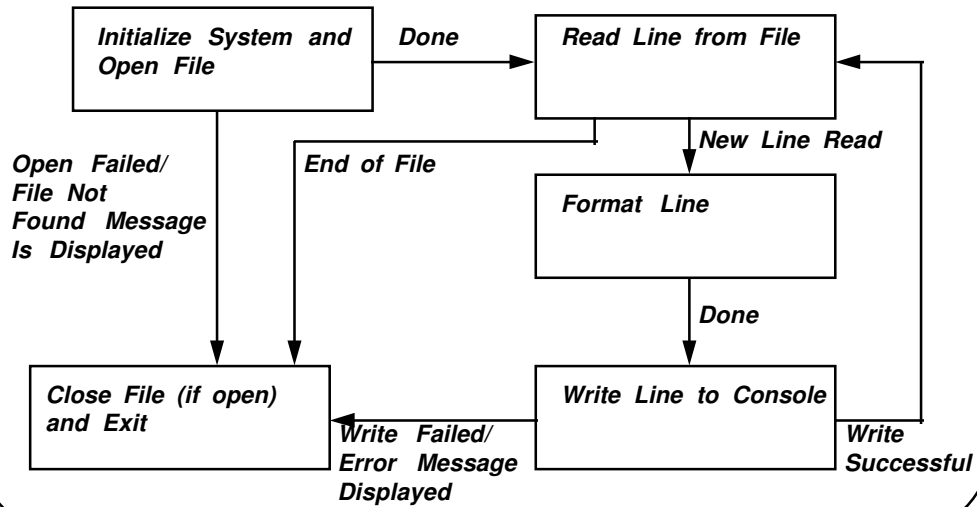 Initialize System and
Open File
Done
Read Line from File
Open Failed/
File Not
Found Message
Is Displayed
End of File
New Line Read
Format Line
Done
Close File (if open)
and Exit
Write Failed/
Error Message
Displayed
Write Line to Console
Write
Successful